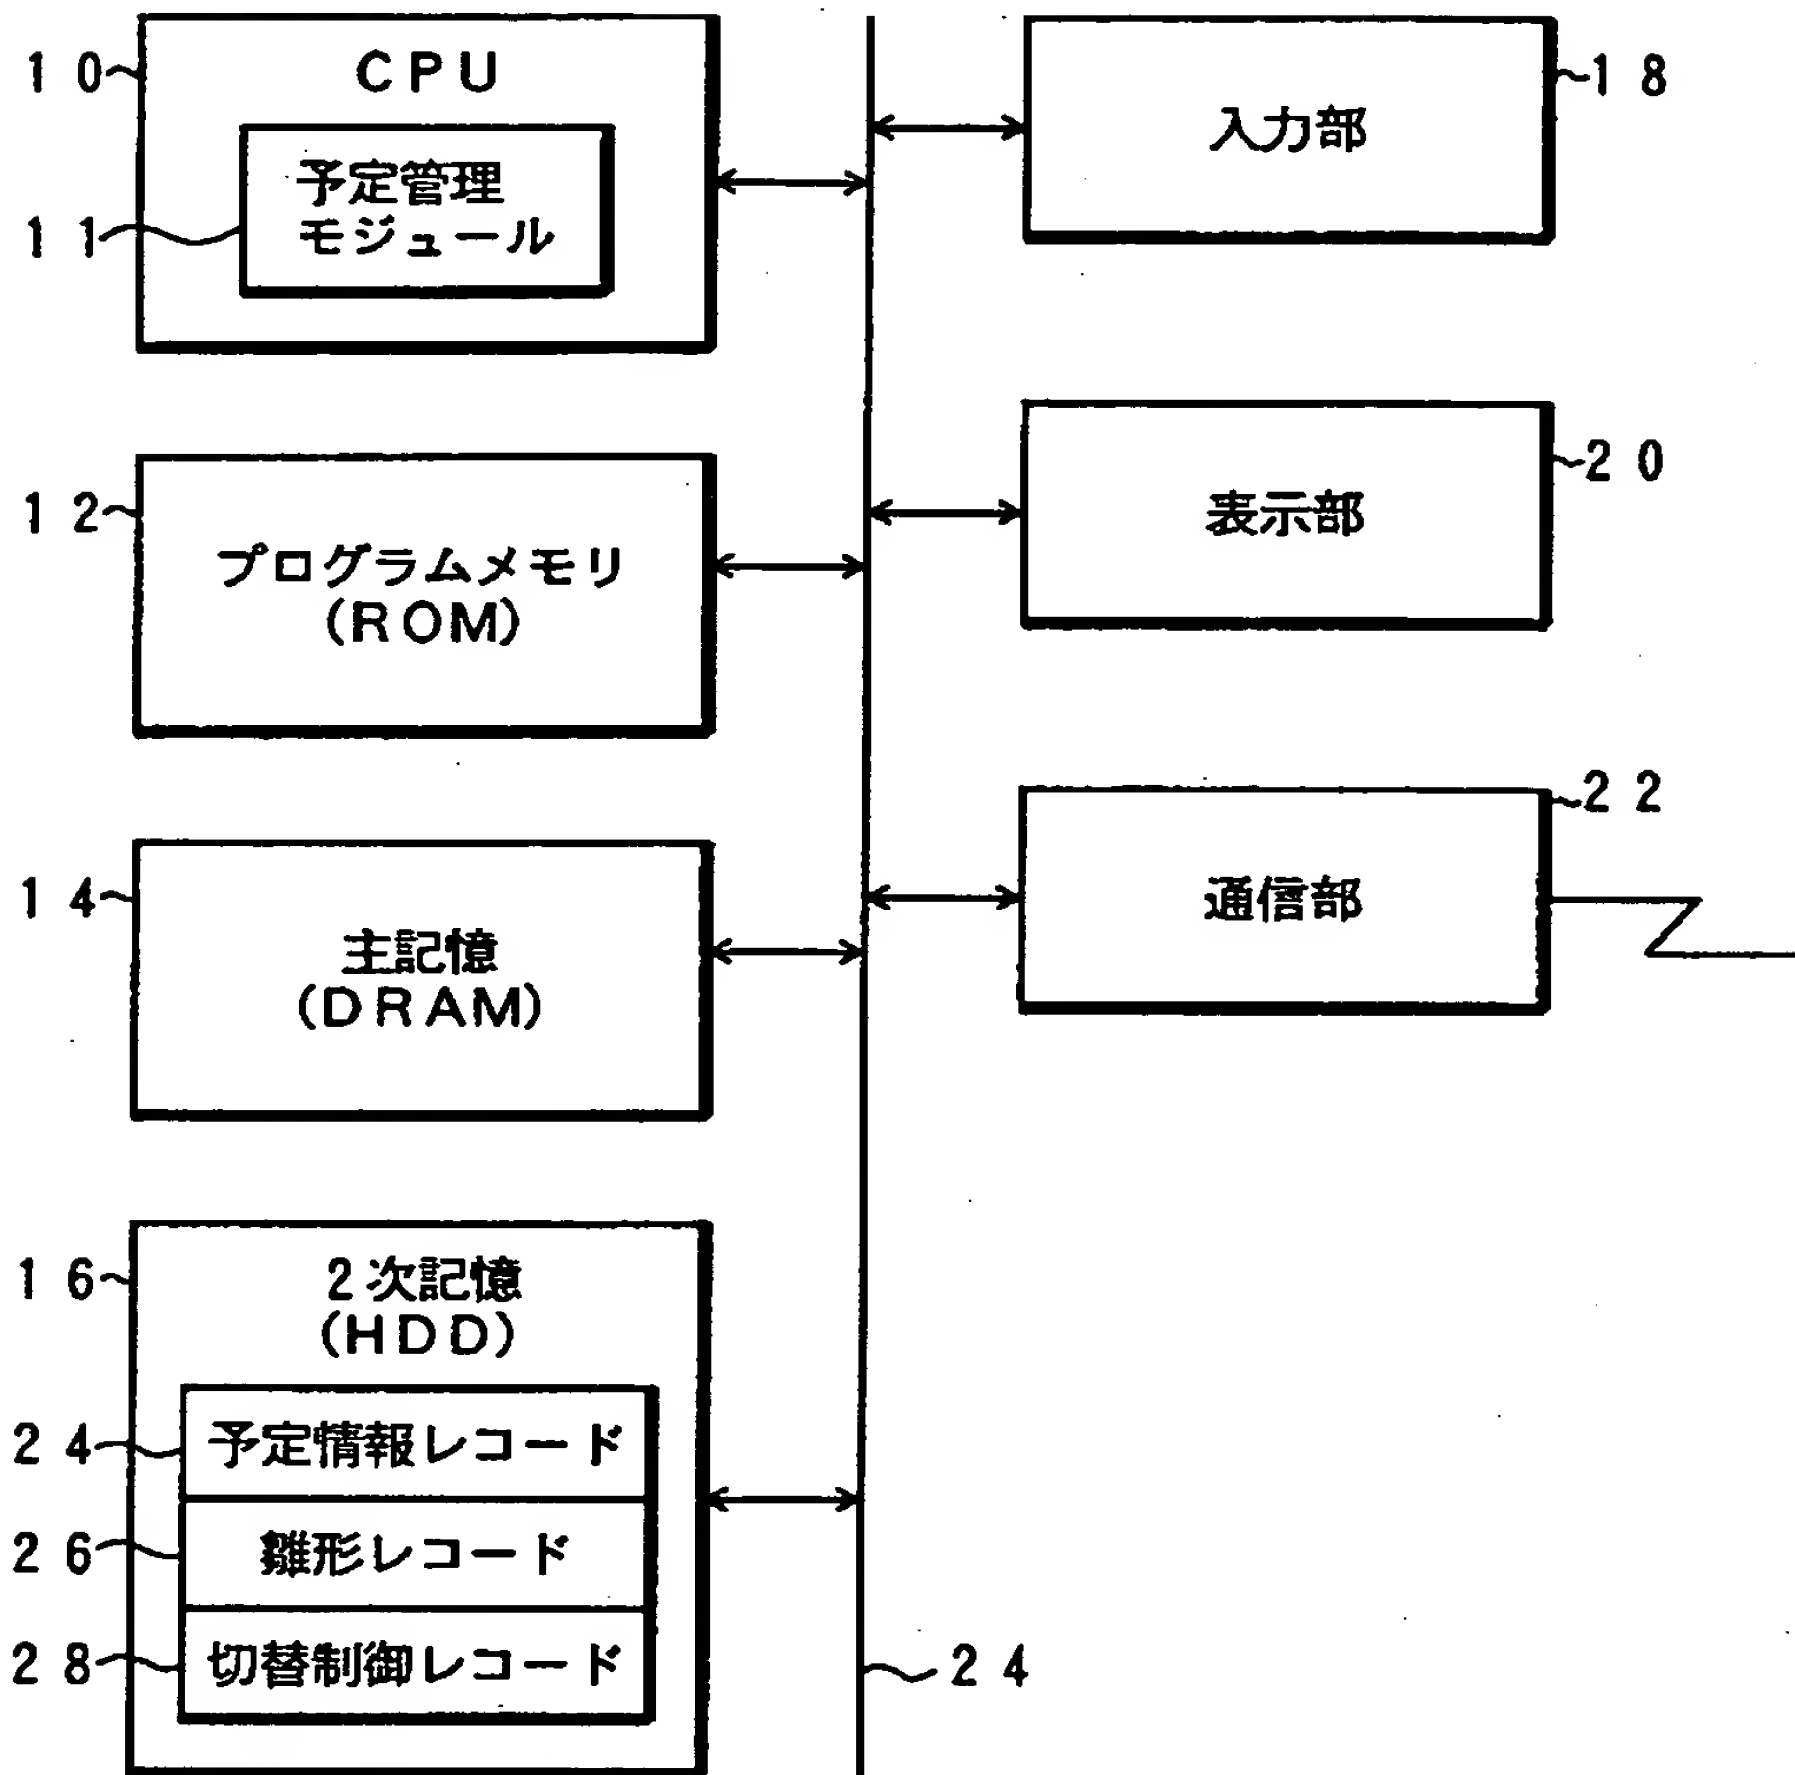 10
CPU
予定管理
モジュール
11
12
プログラムメモリ
(ROM)
14
主記憶
(DRAM)
16
2次記憶
(HDD)
24
予定情報レコード
26
雛形レコード
28
切替制御レコード
18
入力部
20
表示部
22
通信部
24